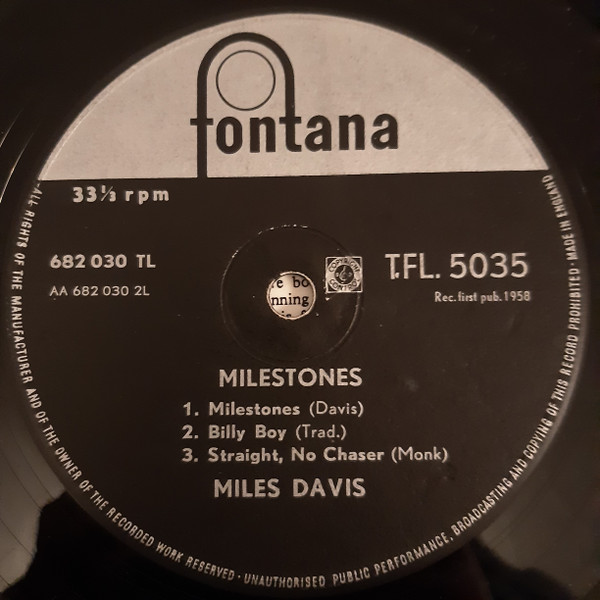 fontana
33⅓ rpm
682 030 TL
AA 682 030 2L
TFL. 5035
Rec. first pub. 1958
nning
MILESTONES
1. Milestones (Davis)
2. Billy Boy (Trad.)
3. Straight, No Chaser (Monk)
MILES DAVIS
ALL RIGHTS OF THE MANUFACTURER AND OF THE OWNER OF THE RECORDED WORK RESERVED · UNAUTHORISED PUBLIC PERFORMANCE, BROADCASTING AND COPYING OF THIS RECORD PROHIBITED · MADE IN ENGLAND